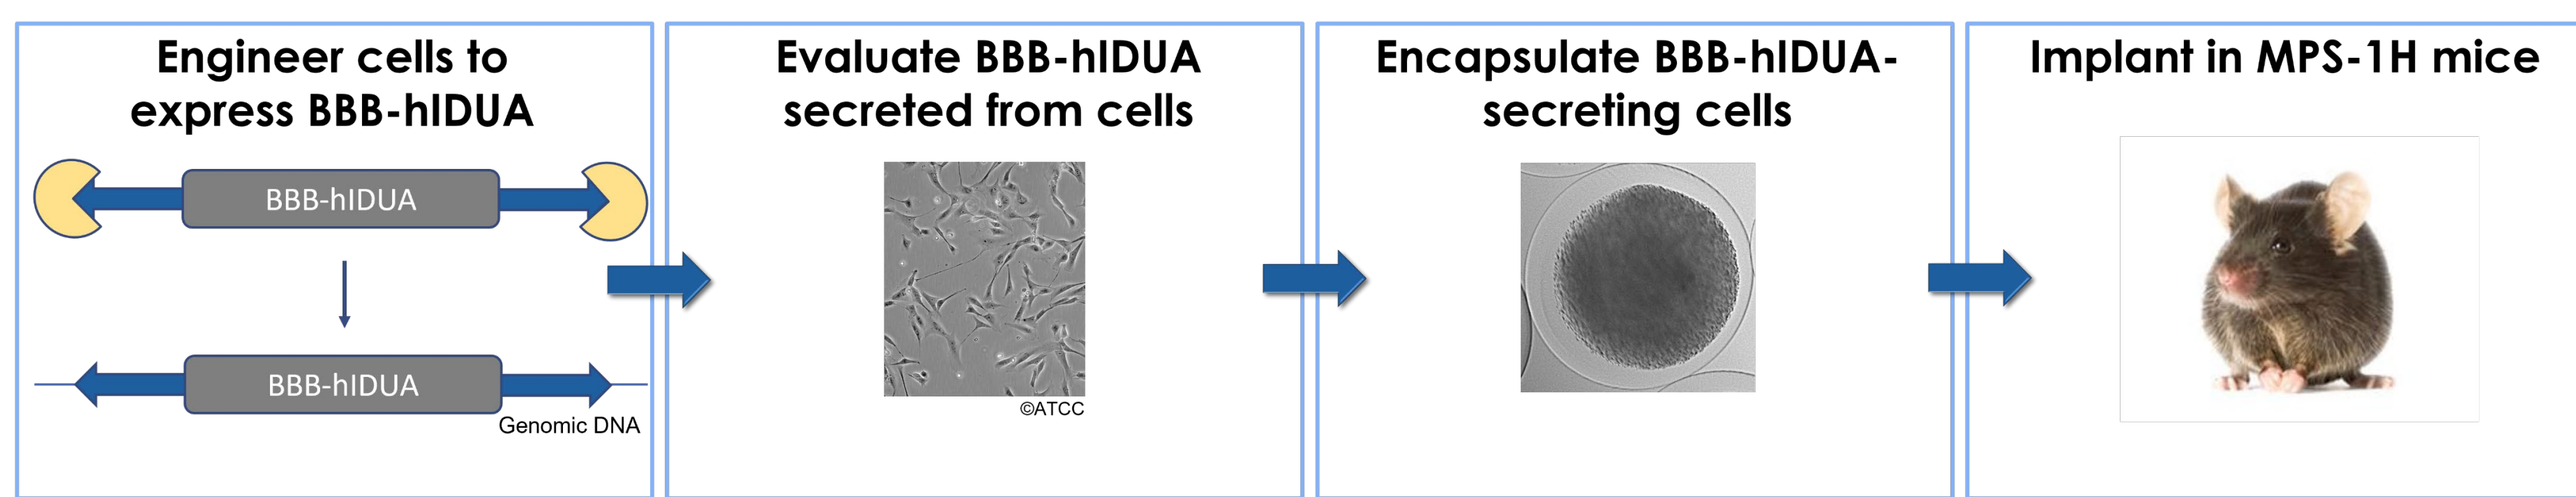 Engineer cells to
express BBB-hIDUA
BBB-hIDUA
BBB-hIDUA
Genomic DNA
Evaluate BBB-hIDUA
secreted from cells
©ATCC
Encapsulate BBB-hIDUA-
secreting cells
Implant in MPS-1H mice